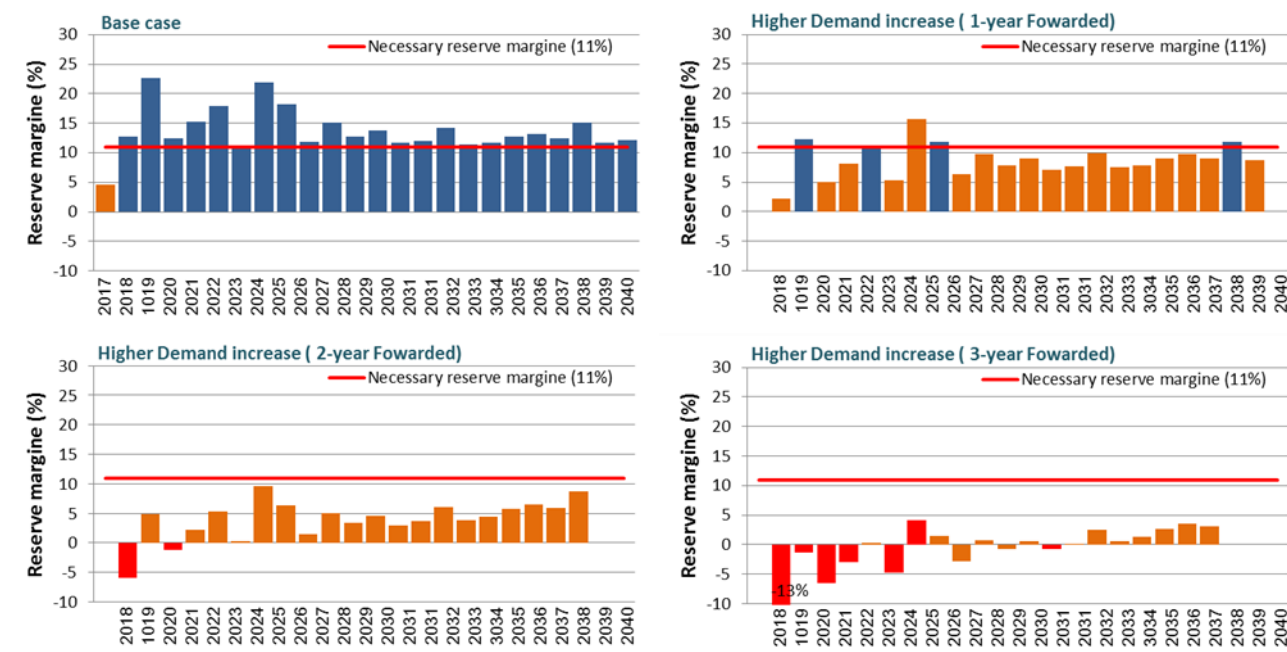 Base case
Necessary reserve margine (11%)
Reserve margine (%)
30
25
20
15
10
5
0
-5
-10
2017 2018 1019 2020 2021 2022 2023 2024 2025 2026 2027 2028 2029 2030 2031 2031 2032 2033 3034 2035 2036 2037 2038 2039 2040
Higher Demand increase ( 1-year Fowarded)
Necessary reserve margine (11%)
Reserve margine (%)
30
25
20
15
10
5
0
-5
-10
2018 1019 2020 2021 2022 2023 2024 2025 2026 2027 2028 2029 2030 2031 2031 2032 2033 3034 2035 2036 2037 2038 2039 2040
Higher Demand increase ( 2-year Fowarded)
Necessary reserve margine (11%)
Reserve margine (%)
30
25
20
15
10
5
0
-5
-10
2018 1019 2020 2021 2022 2023 2024 2025 2026 2027 2028 2029 2030 2031 2031 2032 2033 3034 2035 2036 2037 2038 2039 2040
Higher Demand increase ( 3-year Fowarded)
Necessary reserve margine (11%)
Reserve margine (%)
30
25
20
15
10
5
0
-5
-10
-13%
2018 1019 2020 2021 2022 2023 2024 2025 2026 2027 2028 2029 2030 2031 2031 2032 2033 3034 2035 2036 2037 2038 2039 2040